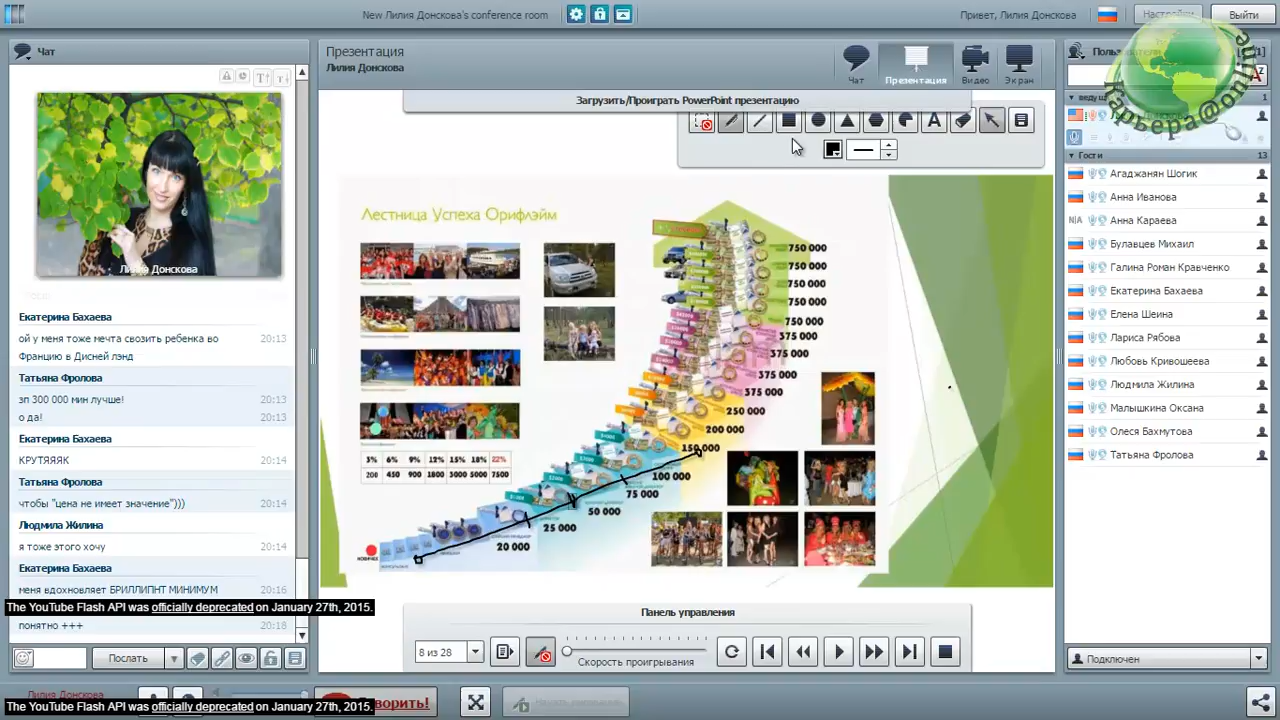 New Лилия Донскова's conference room
Привет, Лилия Донскова
Настройки
Выйти
Чат
Лилия Донскова
Екатерина Бахаева
ой у меня тоже мечта свозить ребенка во 20:13
Францию в Дисней лэнд
Татьяна Фролова
зп 300 000 мин лучше! 20:13
о да! 20:13
Екатерина Бахаева
КРУТЯЯЯК 20:14
Татьяна Фролова
чтобы "цена не имеет значение"))) 20:14
Людмила Жилина
я тоже этого хочу 20:14
Екатерина Бахаева
меня вдохновляет БРИЛЛИПНТ МИНИМУМ 20:16
The YouTube Flash API was officially deprecated on January 27th, 2015.
понятно +++ 20:18
Послать
Лилия Донскова
The YouTube Flash API was officially deprecated on January 27th, 2015.
Презентация
Лилия Донскова
Чат
Презентация
Видео
Экран
Загрузить/Проиграть PowerPoint презентацию
A
Лестница Успеха Орифлэйм
750 000
750 000
750 000
750 000
750 000
375 000
375 000
375 000
375 000
250 000
200 000
150 000
100 000
75 000
50 000
25 000
20 000
3% 6% 9% 12% 15% 18% 22%
200 450 900 1800 3000 5000 7500
новичок
Панель управления
8 из 28
Скорость проигрывания
карьера@online
Гости 13
Агаджанян Шогик
Анна Иванова
N/A Анна Караева
Булавцев Михаил
Галина Роман Кравченко
Екатерина Бахаева
Елена Шеина
Лариса Рябова
Любовь Кривошеева
Людмила Жилина
Малышкина Оксана
Олеся Бахмутова
Татьяна Фролова
Подключен